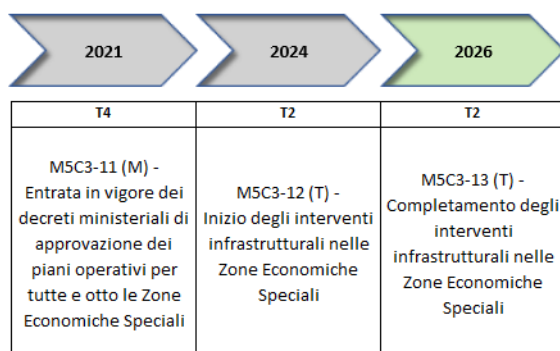 2021
2024
2026
T4
T2
T2
M5C3-11 (M) -
Entrata in vigore dei
decreti ministeriali di
approvazione dei
piani operativi per
tutte e otto le Zone
Economiche Speciali
M5C3-12 (T) -
Inizio degli interventi
infrastrutturali nelle
Zone Economiche
Speciali
M5C3-13 (T) -
Completamento degli
interventi
infrastrutturali nelle
Zone Economiche
Speciali